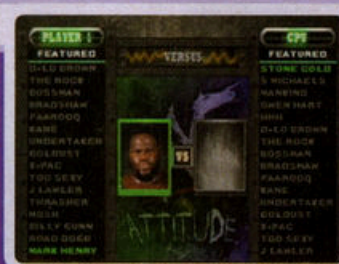 PLAYER 1
FEATURED
D-LO BROWN
THE ROCK
BOSSMAN
BRADSHAW
FAAROOQ
KANE
UNDERTAKER
GOLDUST
X-PAC
TOO SEXY
J LAWLER
THRASHER
MOSH
BILLY GUNN
ROAD DOGG
MARK HENRY
VERSUS
VS
ATTITUDE
CPU
FEATURED
STONE COLD
S MICHAELS
MANKIND
OWEN HART
HHH
D-LO BROWN
THE ROCK
BOSSMAN
BRADSHAW
FAAROOQ
KANE
UNDERTAKER
GOLDUST
X-PAC
TOO SEXY
J LAWLER